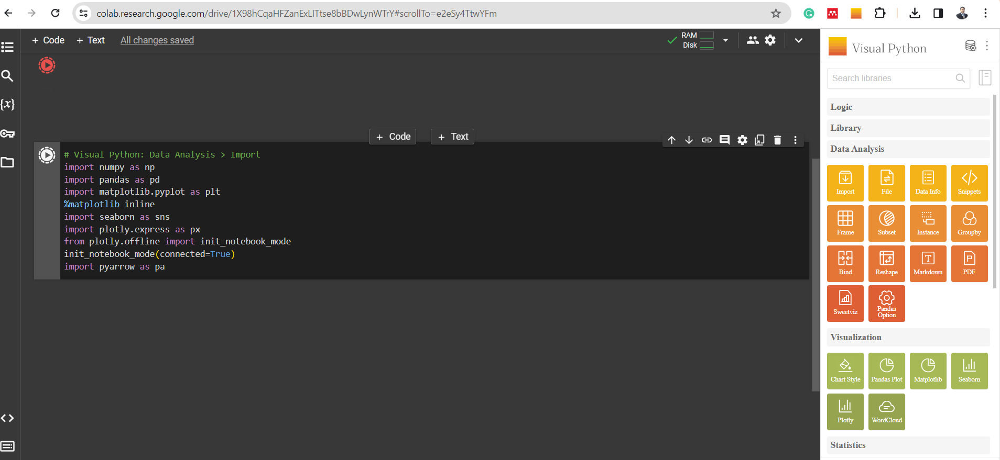 colab.research.google.com/drive/1X98hCqaHFZanExLITtse8bBDwLynWTrY#scrollTo=e2eSy4TtwYFm
+ Code + Text All changes saved
RAM
Disk
+ Code + Text
# Visual Python: Data Analysis > Import
import numpy as np
import pandas as pd
import matplotlib.pyplot as plt
%matplotlib inline
import seaborn as sns
import plotly.express as px
from plotly.offline import init_notebook_mode
init_notebook_mode(connected=True)
import pyarrow as pa
Visual Python
Search libraries
Logic
Library
Data Analysis
Import File Data Info Snippets
Frame Subset Instance Groupby
Bind Reshape Markdown PDF
Sweetviz Pandas Option
Visualization
Chart Style Pandas Plot Matplotlib Seaborn
Plotly WordCloud
Statistics